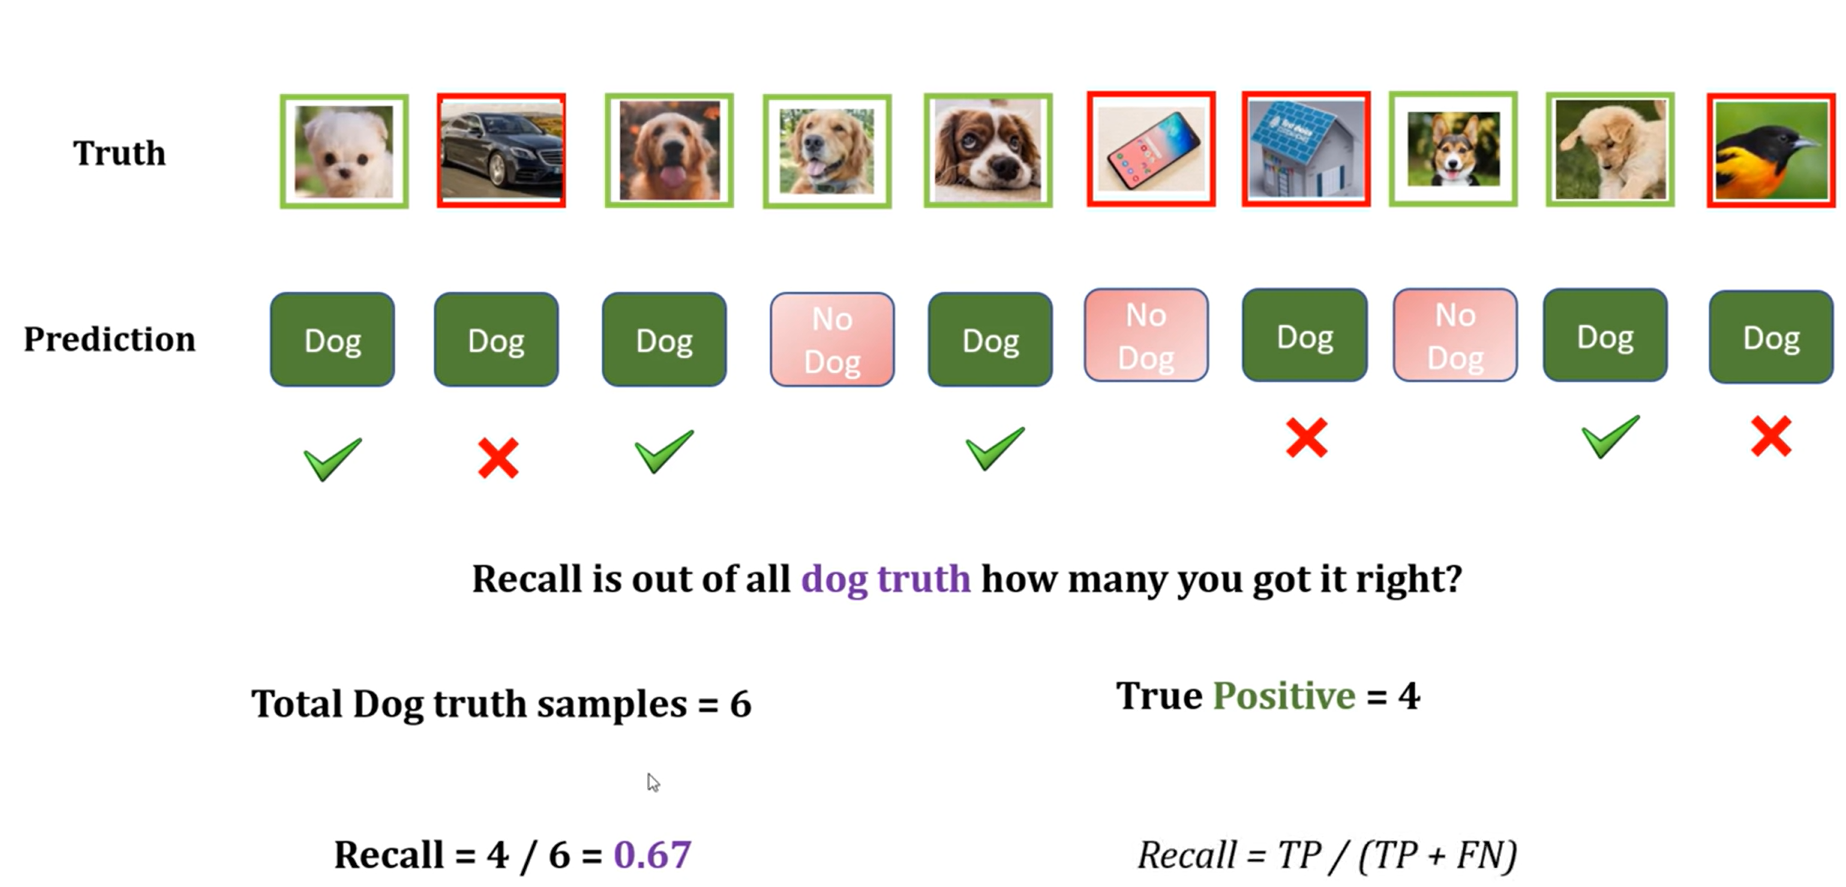 Truth
Prediction
Dog
Dog
Dog
No
Dog
Dog
No
Dog
Dog
No
Dog
Dog
Dog
Recall is out of all dog truth how many you got it right?
Total Dog truth samples = 6
True Positive = 4
Recall = 4 / 6 = 0.67
Recall = TP / (TP + FN)